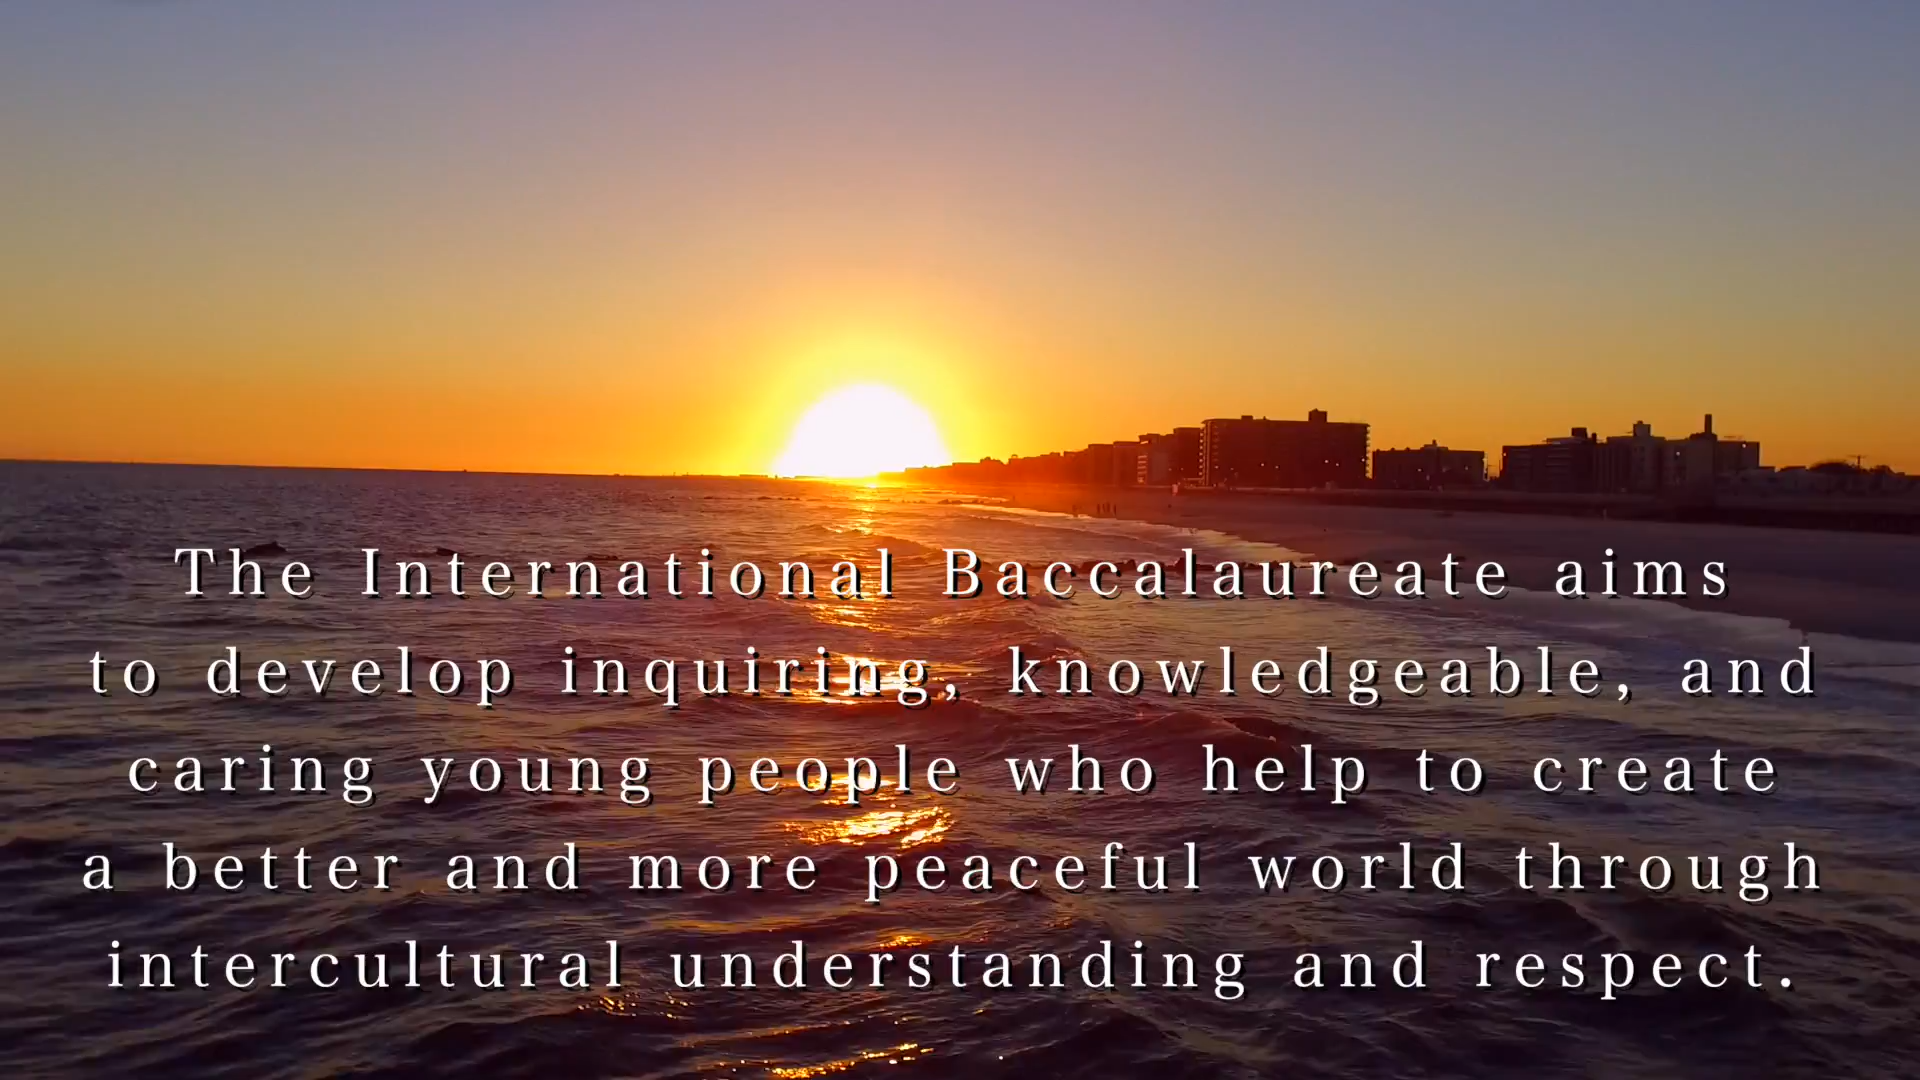 The International Baccalaureate aims
to develop inquiring, knowledgeable, and
caring young people who help to create
a better and more peaceful world through
intercultural understanding and respect.